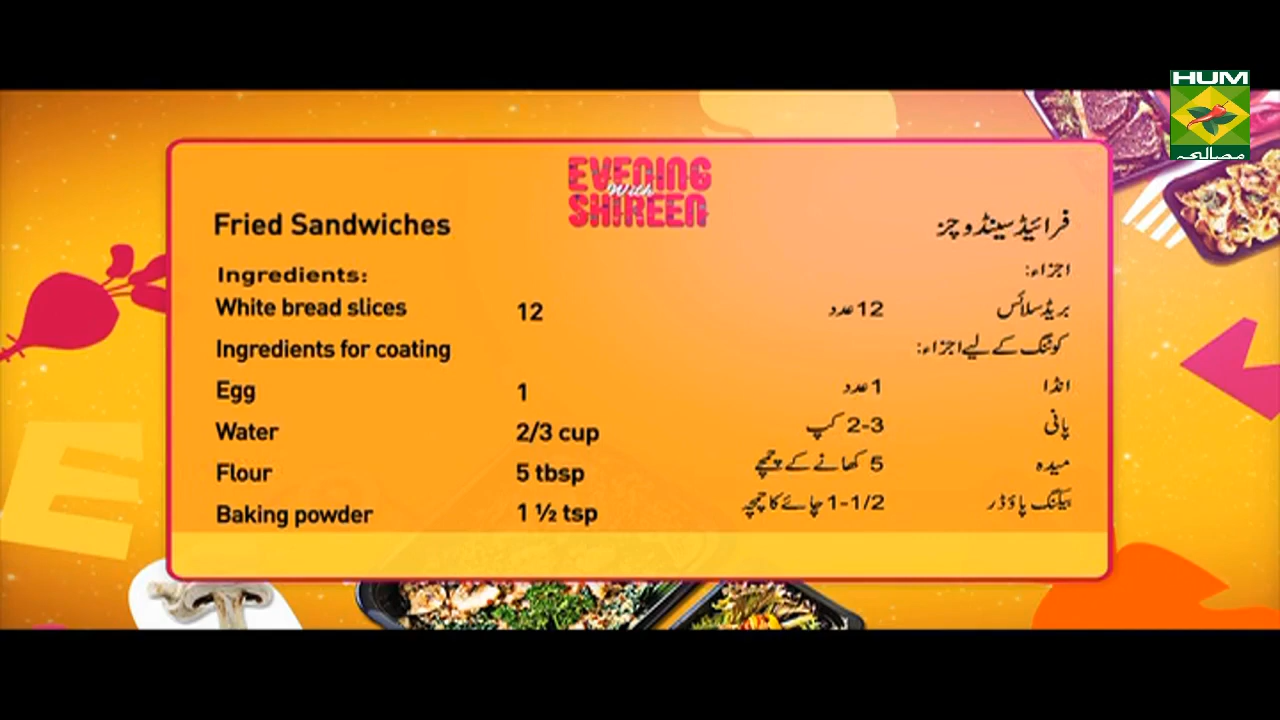 HUM
مصالحہ
EVENING
With
SHIREEN
Fried Sandwiches فرائیڈ سینڈوچز
Ingredients: اجزاء:
White bread slices 12 بریڈ سلائس 12 عدد
Ingredients for coating کوٹنگ کے لیے اجزاء:
Egg 1 انڈا 1 عدد
Water 2/3 cup پانی 2-3 کپ
Flour 5 tbsp میدہ 5 کھانے کے چمچے
Baking powder 1 ½ tsp بیکنگ پاؤڈر 1-1/2 چائے کا چمچہ